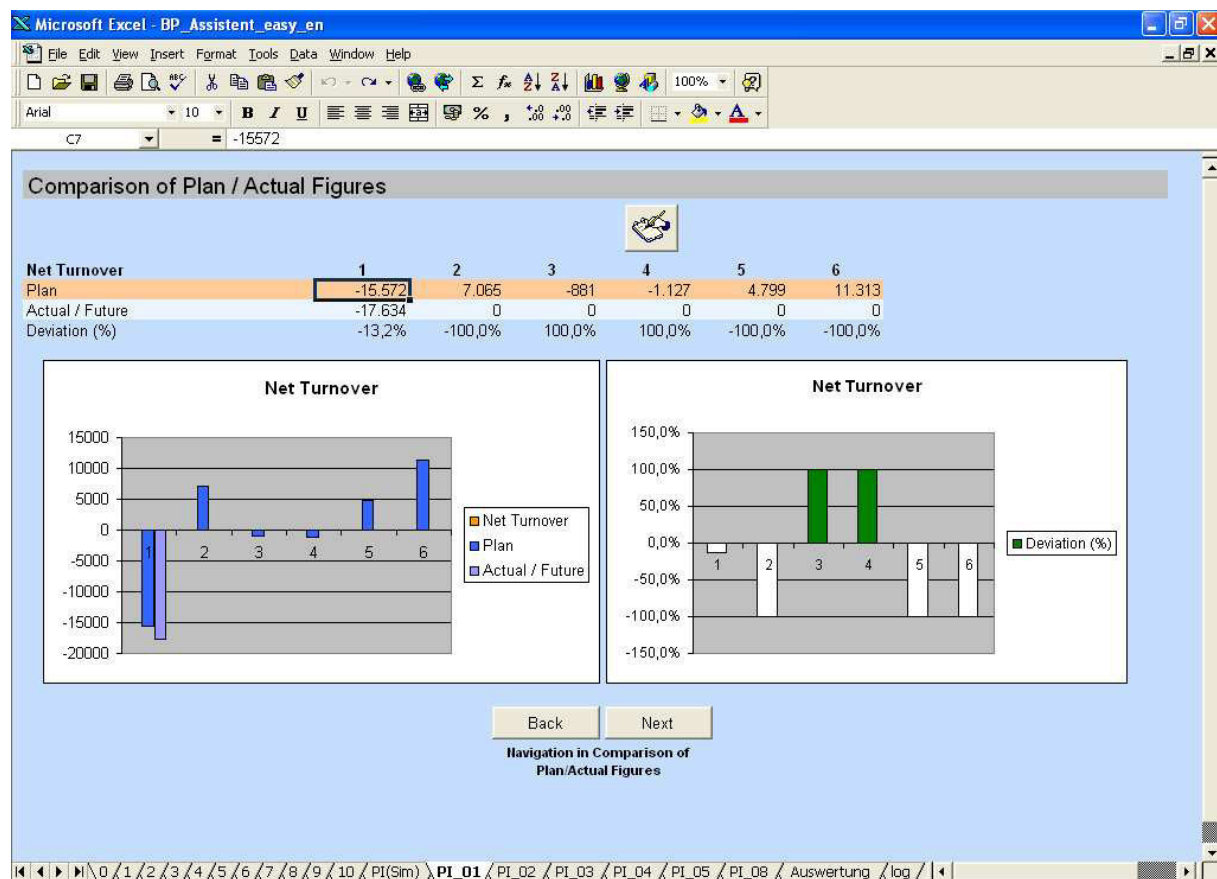 Microsoft Excel - BP_Assistent_easy_en
File Edit View Insert Format Tools Data Window Help
100%
Arial 10 B I U
C7 = -15572
Comparison of Plan / Actual Figures
Net Turnover 1 2 3 4 5 6
Plan -15.572 7.065 -881 -1.127 4.799 11.313
Actual / Future -17.634 0 0 0 0 0
Deviation (%) -13,2% -100,0% 100,0% 100,0% -100,0% -100,0%
Net Turnover
15000
10000
5000
0
-5000
-10000
-15000
-20000
1 2 3 4 5 6
Net Turnover
Plan
Actual / Future
Net Turnover
150,0%
100,0%
50,0%
0,0%
-50,0%
-100,0%
-150,0%
1 2 3 4 5 6
Deviation (%)
Back Next
Navigation in Comparison of
Plan/Actual Figures
0 / 1 / 2 / 3 / 4 / 5 / 6 / 7 / 8 / 9 / 10 / PI(Sim) \ PI_01 / PI_02 / PI_03 / PI_04 / PI_05 / PI_08 / Auswertung / log /